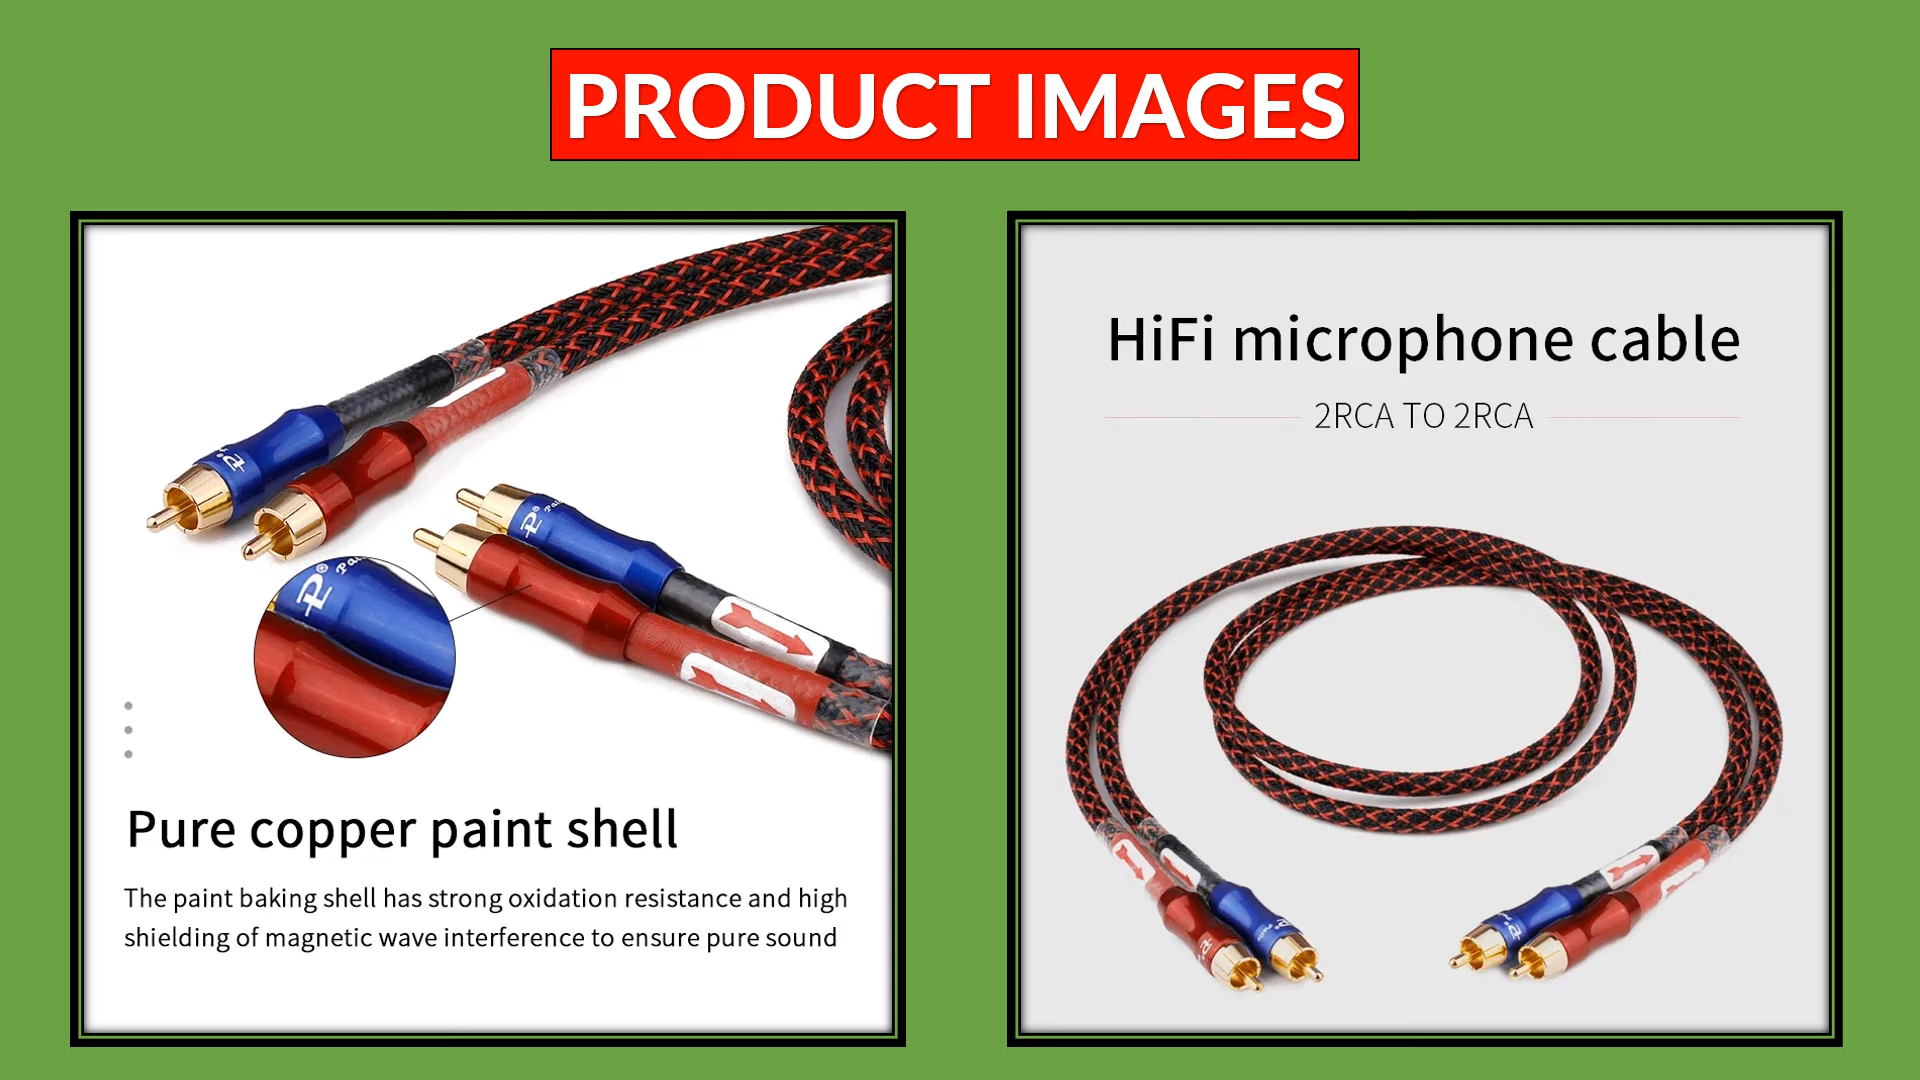 PRODUCT IMAGES
Pure copper paint shell
The paint baking shell has strong oxidation resistance and high
shielding of magnetic wave interference to ensure pure sound
HiFi microphone cable
2RCA TO 2RCA